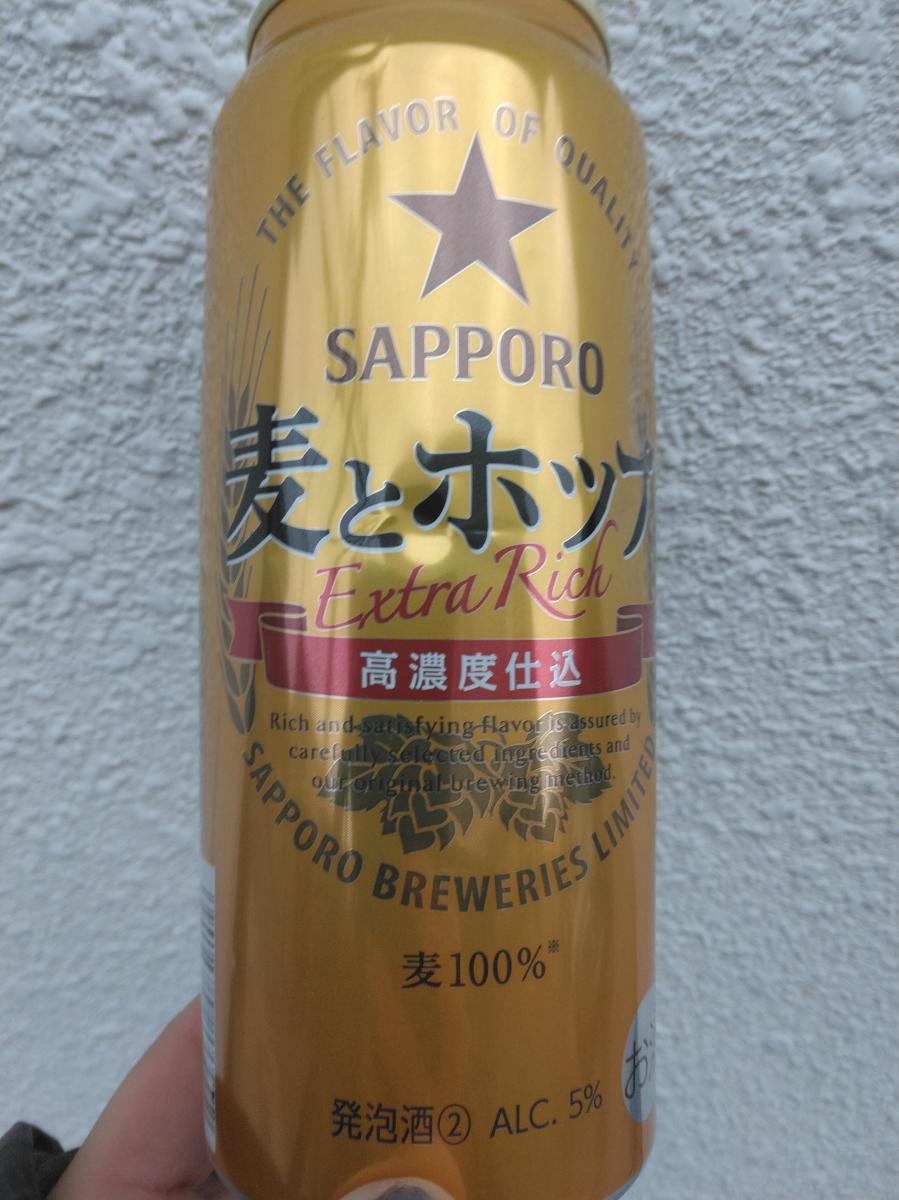 THE FLAVOR OF QUALITY
SAPPORO
麦とホップ
Extra Rich
高濃度仕込
Rich and satisfying flavor is assured by
carefully selected ingredients and
our original brewing method.
SAPPORO BREWERIES LIMITED
麦100%※
発泡酒② ALC. 5%
お